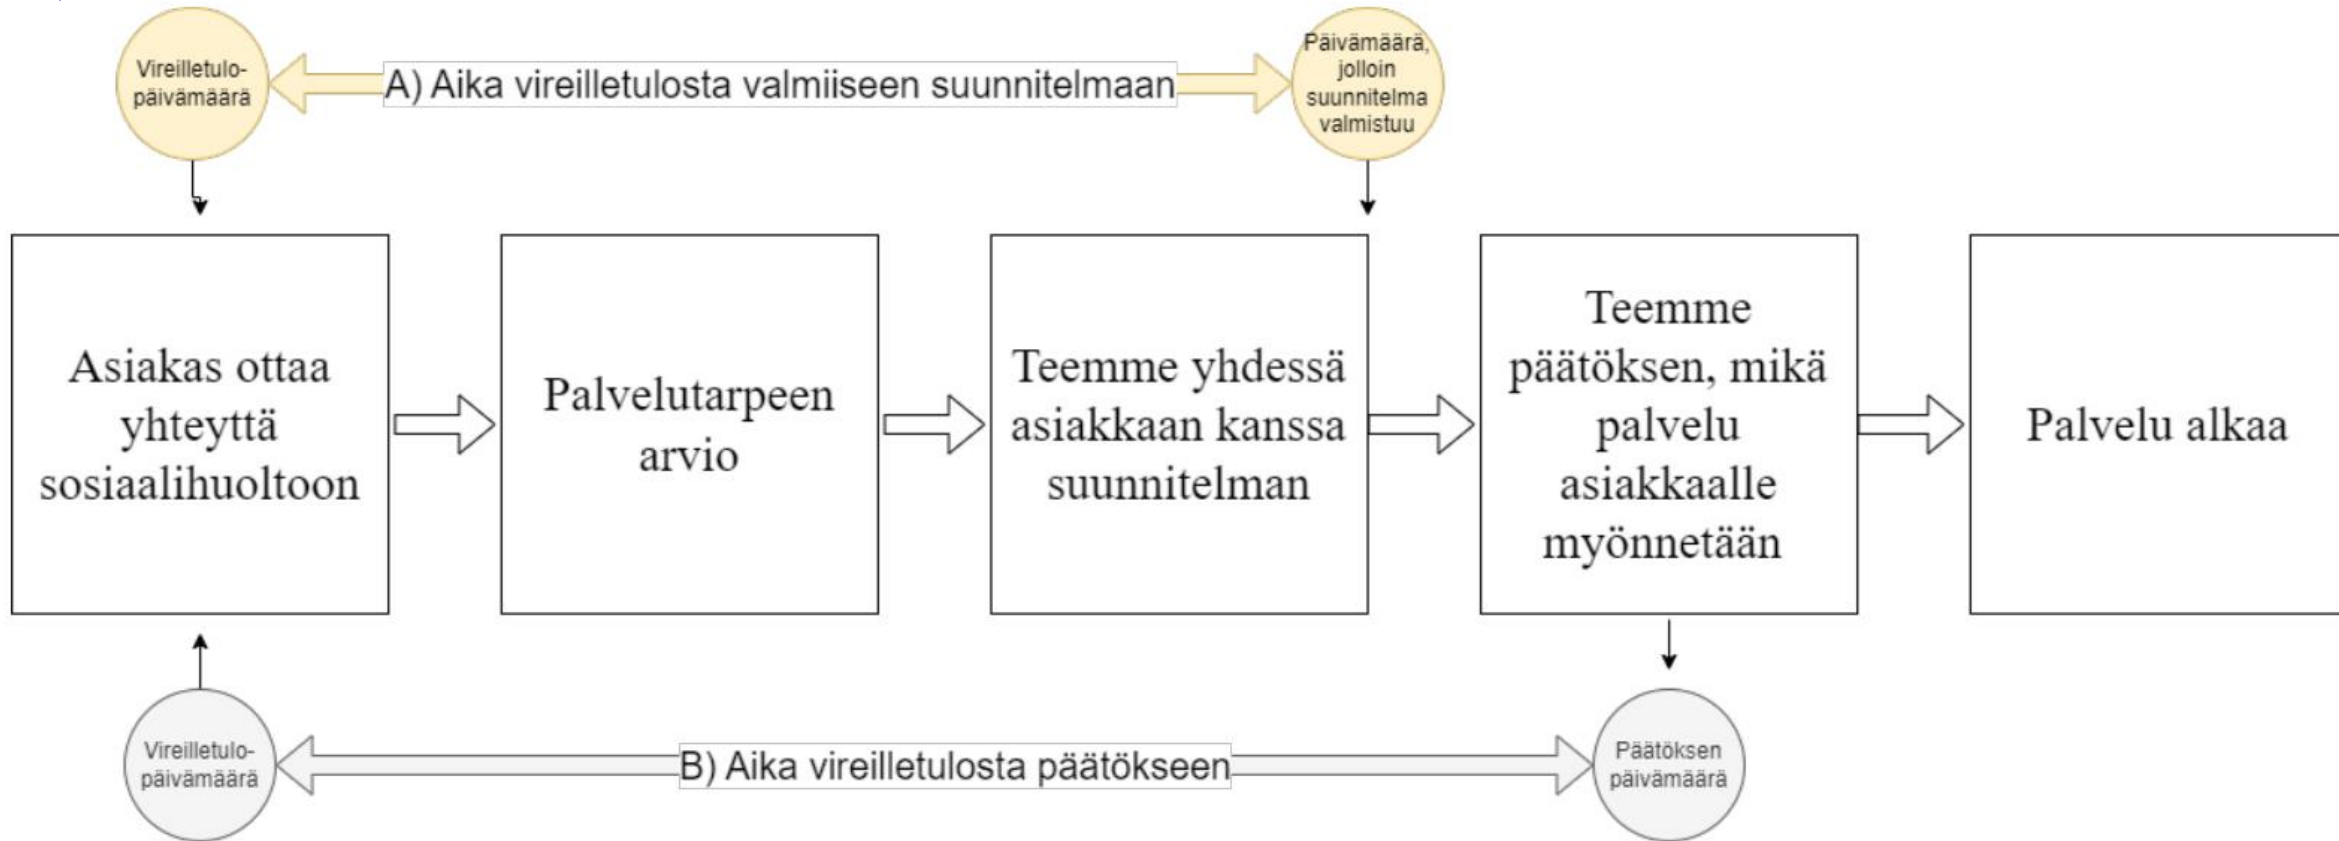 Vireilletulo-
päivämäärä
A) Aika vireilletulosta valmiiseen suunnitelmaan
Päivämäärä,
jolloin
suunnitelma
valmistuu
Asiakas ottaa
yhteyttä
sosiaalihuoltoon
Palvelutarpeen
arvio
Teemme yhdessä
asiakkaan kanssa
suunnitelman
Teemme
päätöksen, mikä
palvelu
asiakkaalle
myönnetään
Palvelu alkaa
Vireilletulo-
päivämäärä
B) Aika vireilletulosta päätökseen
Päätöksen
päivämäärä